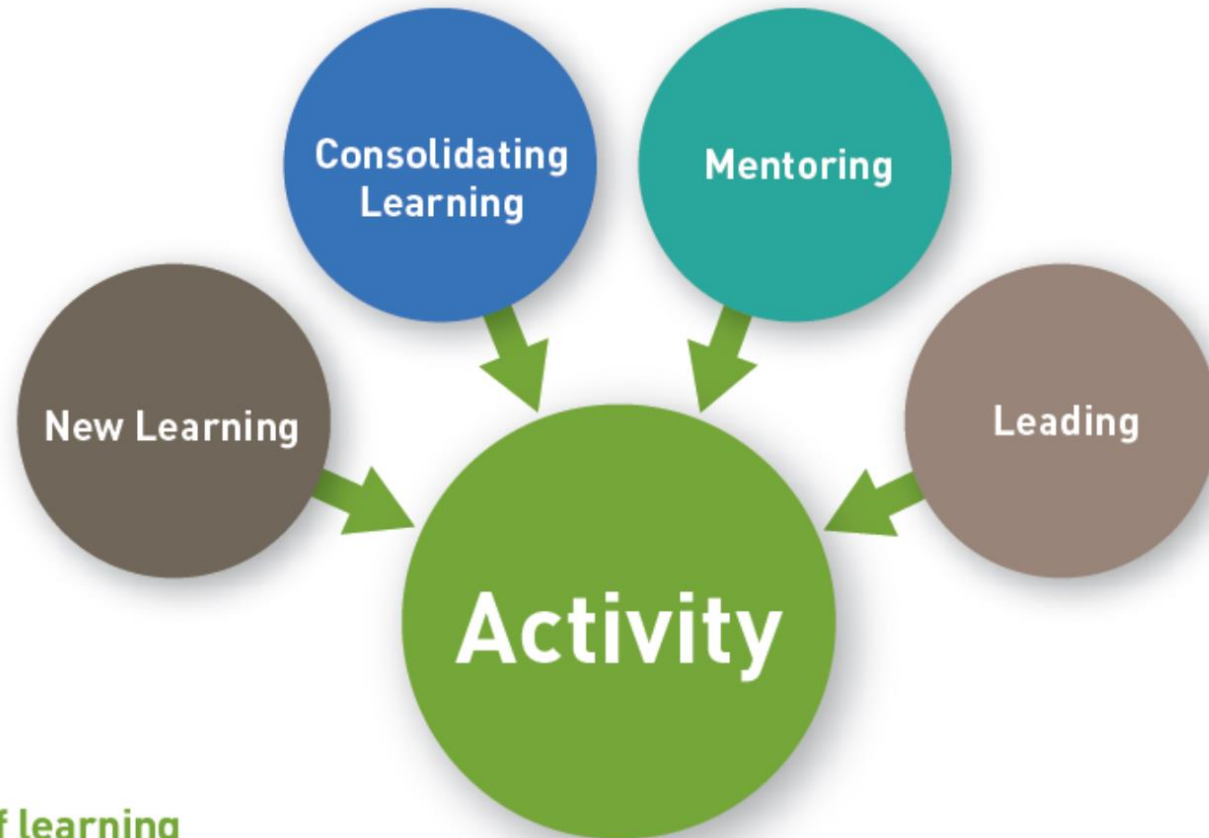 Consolidating
Learning
Mentoring
New Learning
Leading
Activity
f learning